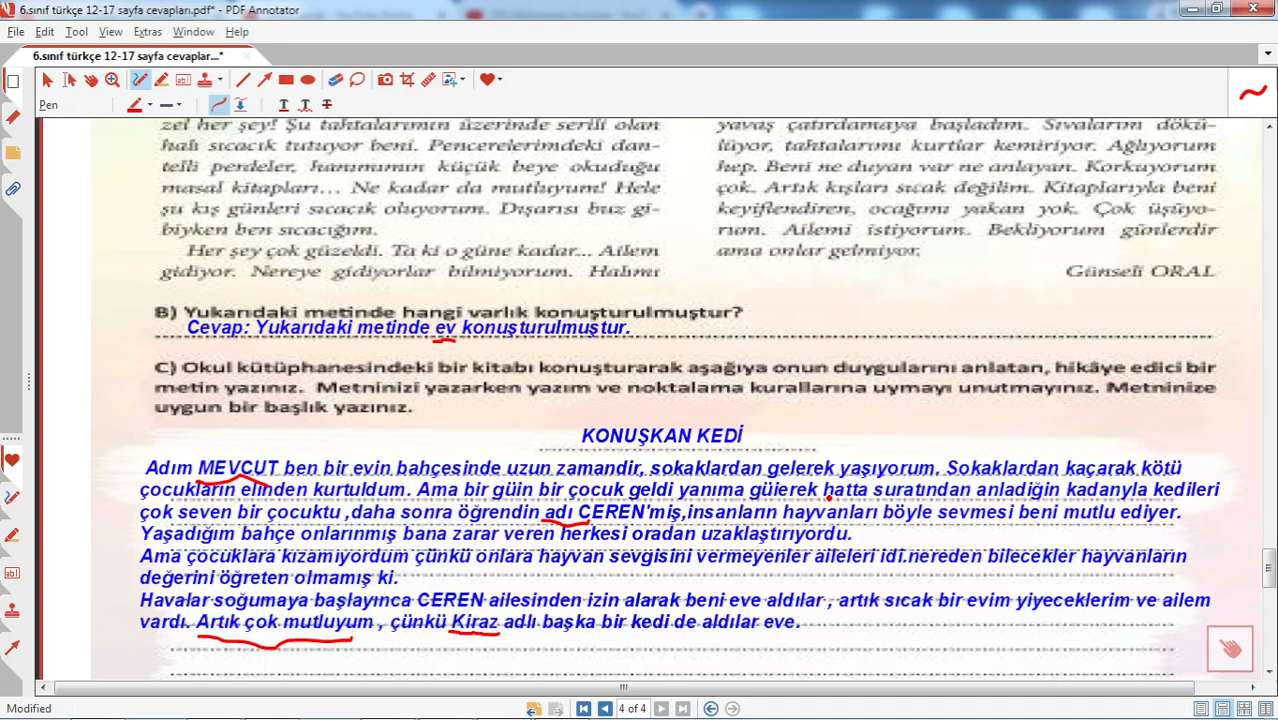 6.sınıf türkçe 12-17 sayfa cevapları.pdf* - PDF Annotator
File Edit Tool View Extras Window Help
6.sınıf türkçe 12-17 sayfa cevaplar...*
Pen
zel her şey! Şu tahtalarımın üzerinde serili olan
halı sıcacık tutuyor beni. Pencerelerimdeki dan-
telli perdeler, hanımımın küçük beye okuduğu
masal kitapları... Ne kadar da mutluyum! Hele
şu kış günleri sıcacık oluyorum. Dışarısı buz gi-
biyken ben sıcacığım.
Her şey çok güzeldi. Ta ki o güne kadar... Ailem
gidiyor. Nereye gidiyorlar bilmiyorum. Halımı
yavaş çatırdamaya başladım. Sıvalarım dökü-
lüyor, tahtalarımı kurtlar kemiriyor. Ağlıyorum
hep. Beni ne duyan var ne anlayan. Korkuyorum
çok. Artık kışları sıcak değilim. Kitaplarıyla beni
keyiflendiren, ocağımı yakan yok. Çok üşüyo-
rum. Ailemi istiyorum. Bekliyorum günlerdir
ama onlar gelmiyor.
Günseli ORAL
B) Yukarıdaki metinde hangi varlık konuşturulmuştur?
Cevap: Yukarıdaki metinde ev konuşturulmuştur.
C) Okul kütüphanesindeki bir kitabı konuşturarak aşağıya onun duygularını anlatan, hikâye edici bir
metin yazınız. Metninizi yazarken yazım ve noktalama kurallarına uymayı unutmayınız. Metninize
uygun bir başlık yazınız.
KONUŞKAN KEDİ
Adım MEVCUT ben bir evin bahçesinde uzun zamandir, sokaklardan gelerek yaşıyorum. Sokaklardan kaçarak kötü
çocukların elinden kurtuldum. Ama bir güin bir çocuk geldi yanıma güierek hatta suratından anladiğin kadanyla kedileri
çok seven bir çocuktu ,daha sonra öğrendin adı CEREN'miş,insanların hayvanları böyle sevmesi beni mutlu ediyer.
Yaşadığım bahçe onlarınmış bana zarar veren herkesi oradan uzaklaştırıyordu.
Ama çocuklara kızamıyordum çünkü onlara hayvan sevgisini vermeyenler aileleri idi.nereden bilecekler hayvanların
değerini öğreten olmamış ki.
Havalar soğumaya başlayınca CEREN ailesinden izin alarak beni eve aldılar , artık sıcak bir evim yiyeceklerim ve ailem
vardı. Artık çok mutluyum , çünkü Kiraz adlı başka bir kedi de aldılar eve.
Modified
4 of 4